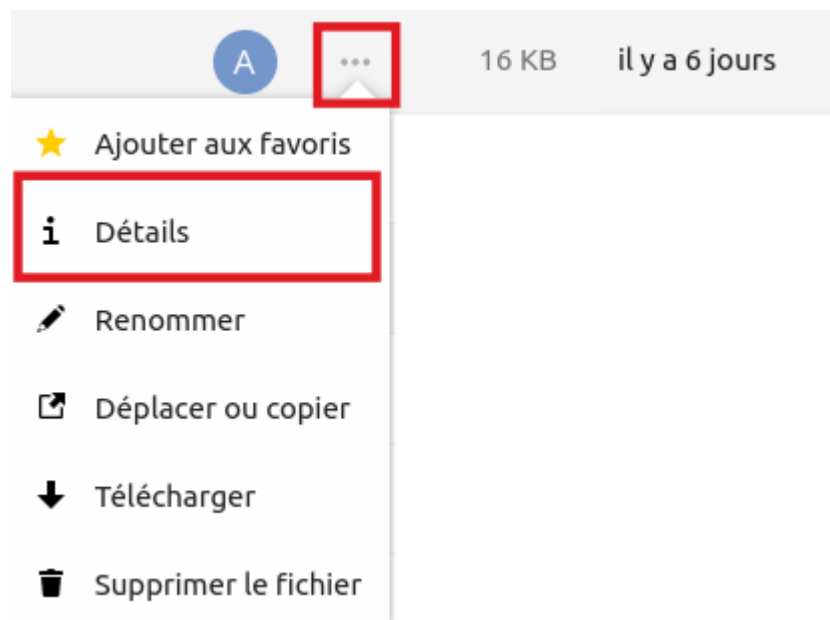 A ... 16 KB il y a 6 jours
Ajouter aux favoris
i Détails
Renommer
Déplacer ou copier
Télécharger
Supprimer le fichier